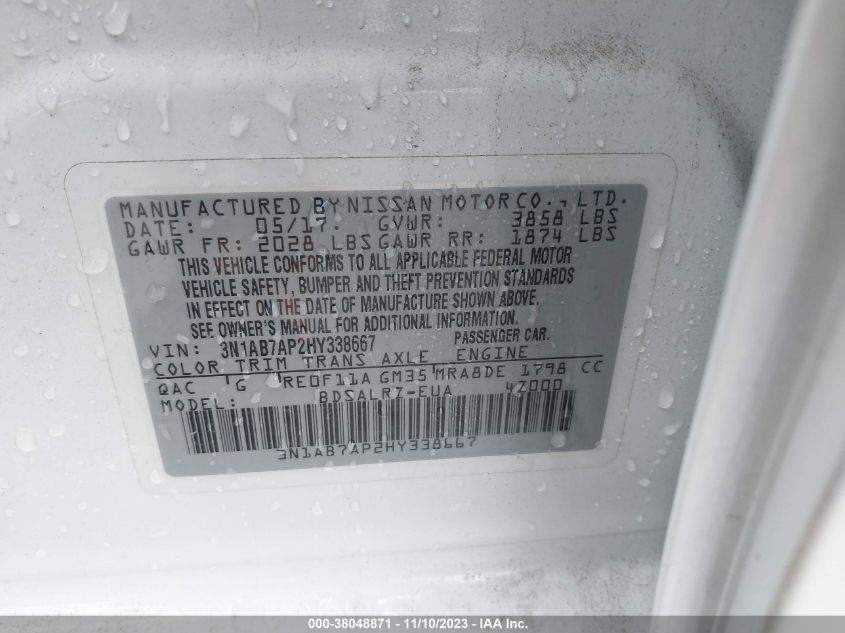 MANUFACTURED BY NISSAN MOTOR CO., LTD.
DATE: 05/17. GVWR: 3858 LBS
GAWR FR: 2028 LBS GAWR RR: 1874 LBS
THIS VEHICLE CONFORMS TO ALL APPLICABLE FEDERAL MOTOR
VEHICLE SAFETY, BUMPER AND THEFT PREVENTION STANDARDS
IN EFFECT ON THE DATE OF MANUFACTURE SHOWN ABOVE.
SEE OWNER'S MANUAL FOR ADDITIONAL INFORMATION.
VIN: 3N1AB7AP2HY338667 PASSENGER CAR.
COLOR TRIM TRANS AXLE ENGINE
QAC G RE0F11A GM35 MRA8DE 1798 CC
MODEL: BDSALRZ-EUA 4Z000
3N1AB7AP2HY338667
000-38048871 - 11/10/2023 - IAA Inc.